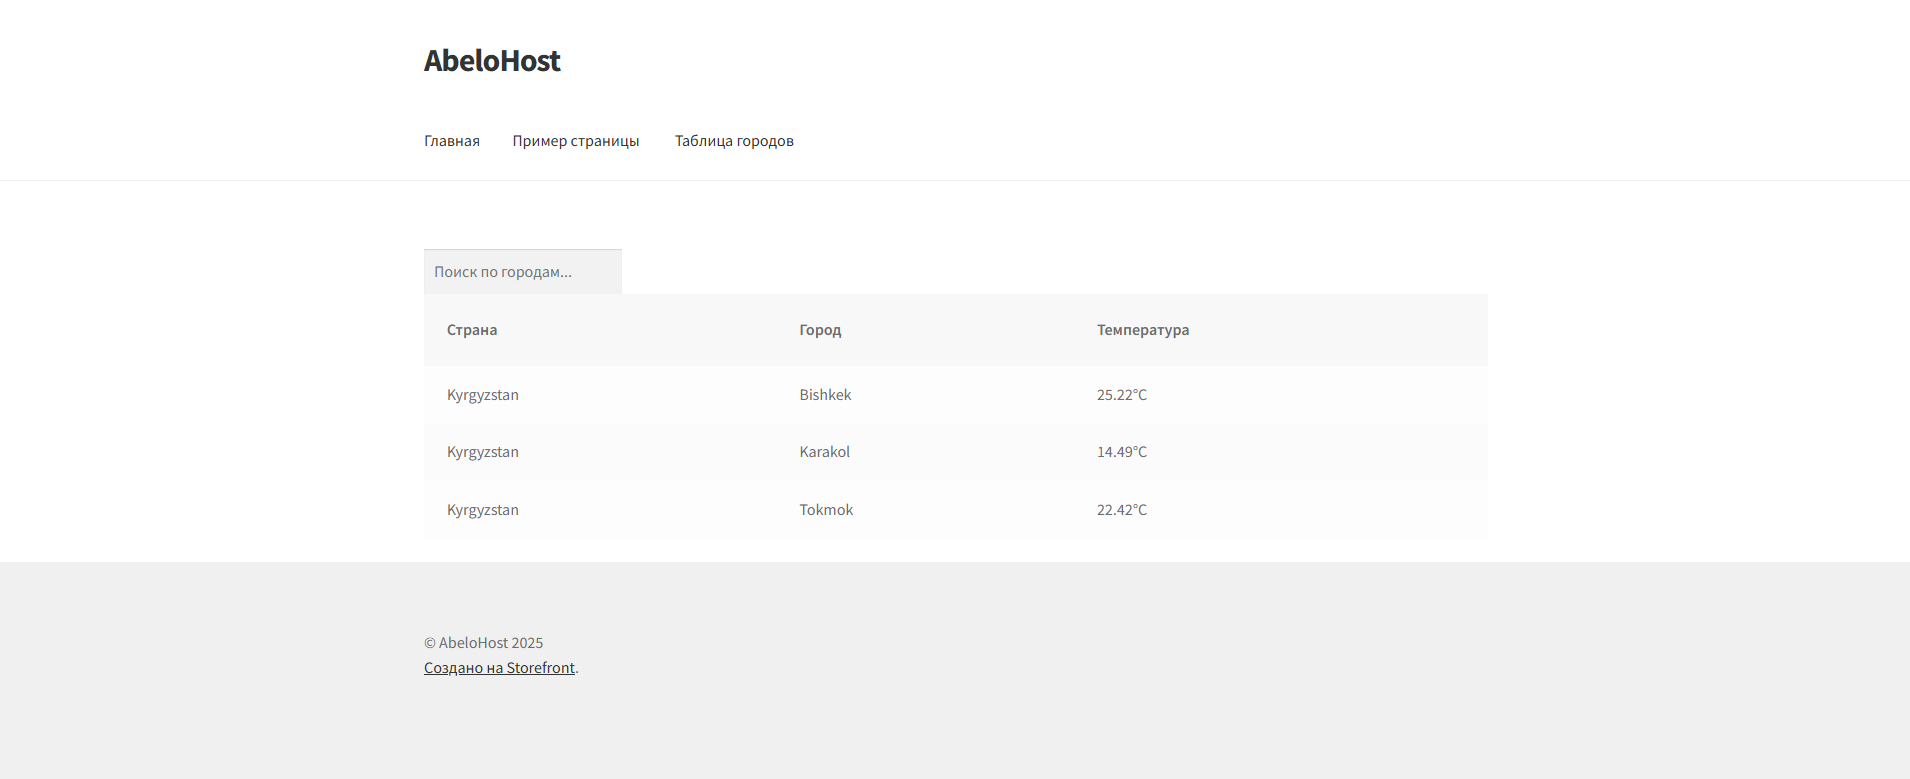 AbeloHost
Главная Пример страницы Таблица городов
Поиск по городам...
Страна Город Температура
Kyrgyzstan Bishkek 25.22°C
Kyrgyzstan Karakol 14.49°C
Kyrgyzstan Tokmok 22.42°C
© AbeloHost 2025
Создано на Storefront.